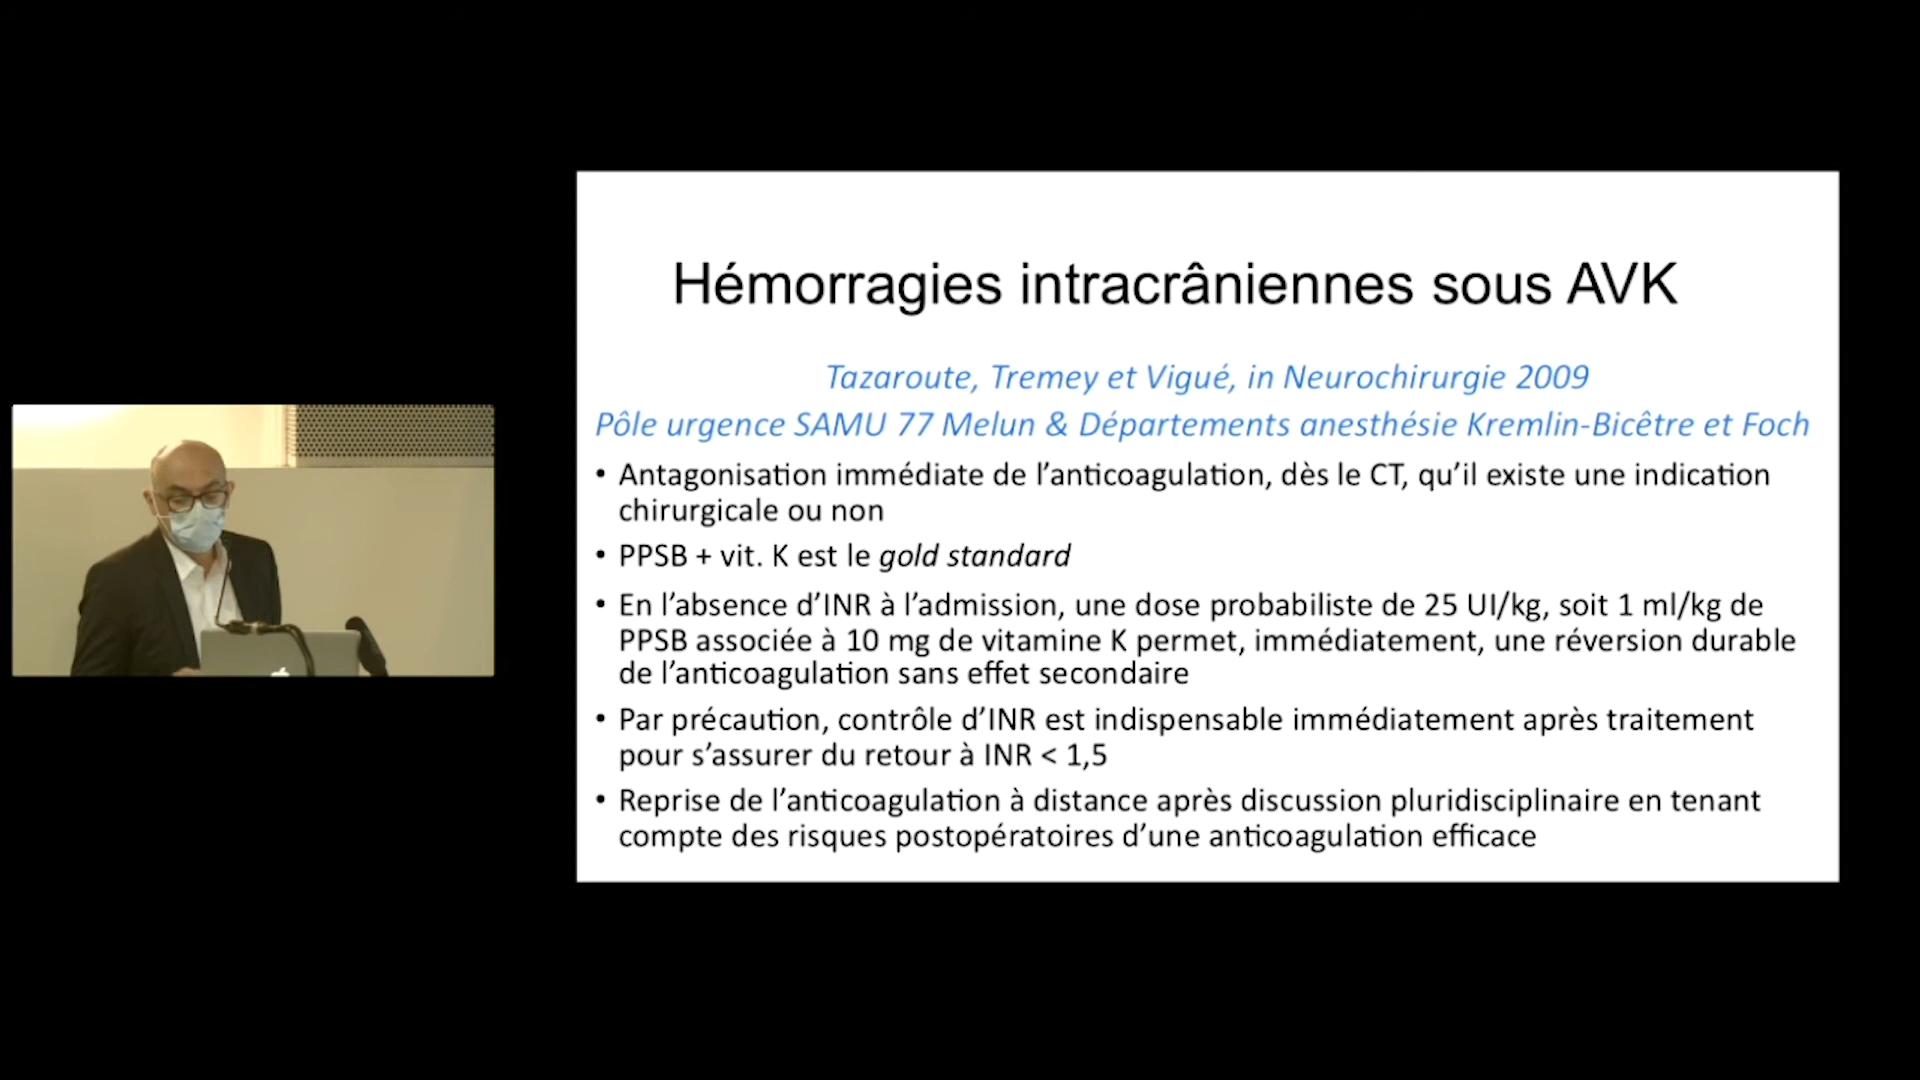 Hémorragies intracrâniennes sous AVK
Tazaroute, Tremey et Vigué, in Neurochirurgie 2009
Pôle urgence SAMU 77 Melun & Départements anesthésie Kremlin-Bicêtre et Foch
• Antagonisation immédiate de l’anticoagulation, dès le CT, qu’il existe une indication
chirurgicale ou non
• PPSB + vit. K est le gold standard
• En l’absence d’INR à l’admission, une dose probabiliste de 25 UI/kg, soit 1 ml/kg de
PPSB associée à 10 mg de vitamine K permet, immédiatement, une réversion durable
de l’anticoagulation sans effet secondaire
• Par précaution, contrôle d’INR est indispensable immédiatement après traitement
pour s’assurer du retour à INR < 1,5
• Reprise de l’anticoagulation à distance après discussion pluridisciplinaire en tenant
compte des risques postopératoires d’une anticoagulation efficace